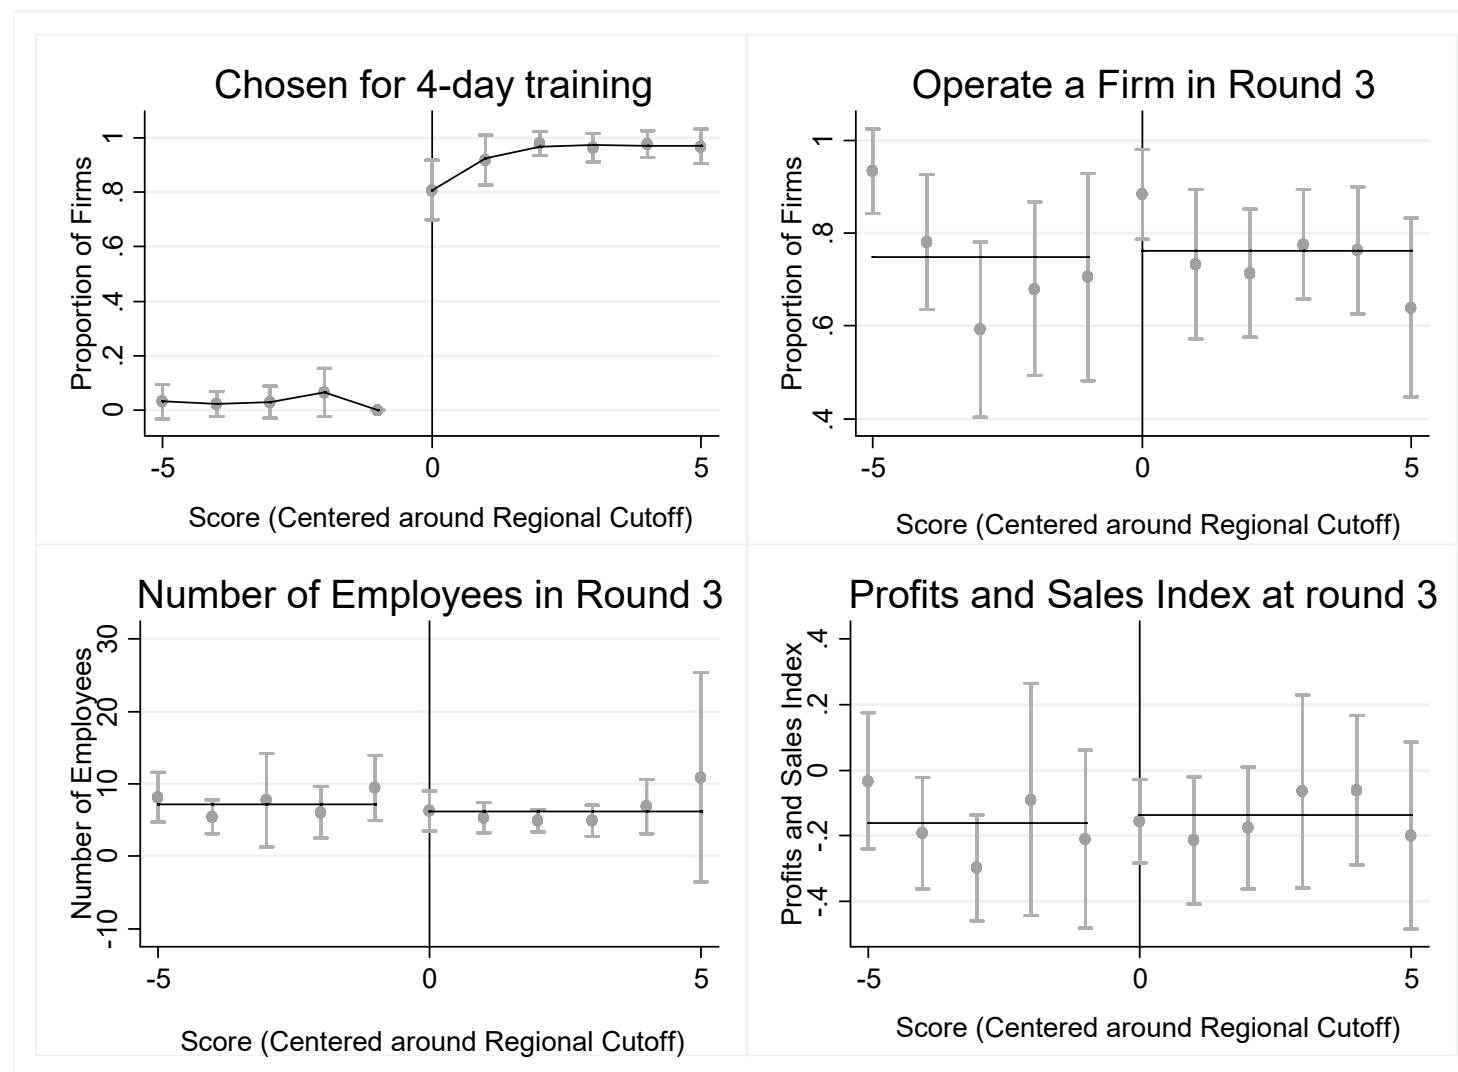 Chosen for 4-day training
Proportion of Firms
1
.8
.6
.4
.2
0
-5 0 5
Score (Centered around Regional Cutoff)
Operate a Firm in Round 3
Proportion of Firms
1
.8
.6
.4
-5 0 5
Score (Centered around Regional Cutoff)
Number of Employees in Round 3
Number of Employees
30
20
10
0
-10
-5 0 5
Score (Centered around Regional Cutoff)
Profits and Sales Index at round 3
Profits and Sales Index
.4
.2
0
-.2
-.4
-5 0 5
Score (Centered around Regional Cutoff)